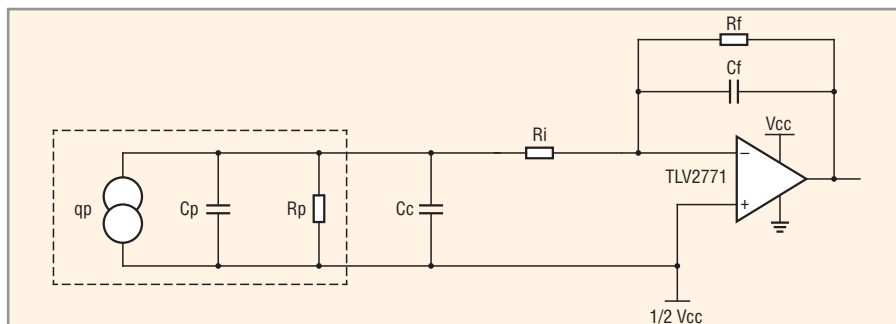 Rf
Cf
Vcc
Ri
TLV2771
−
+
qp
Cp
Rp
Cc
1/2 Vcc